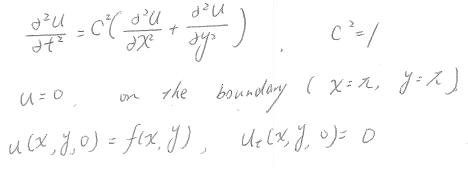 ∂²u/∂t² = C²(∂²u/∂x² + ∂²u/∂y²), C²=1
u=0 on the boundary (x=π, y=π)
u(x,y,0) = f(x,y), u_t(x,y,0)=0